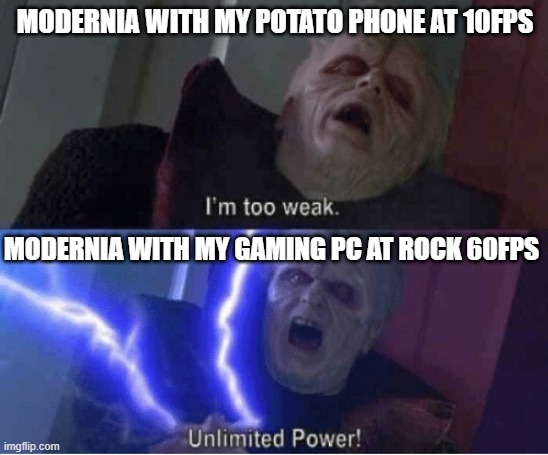 MODERNIA WITH MY POTATO PHONE AT 10FPS
I'm too weak.
MODERNIA WITH MY GAMING PC AT ROCK 60FPS
Unlimited Power!
imgflip.com